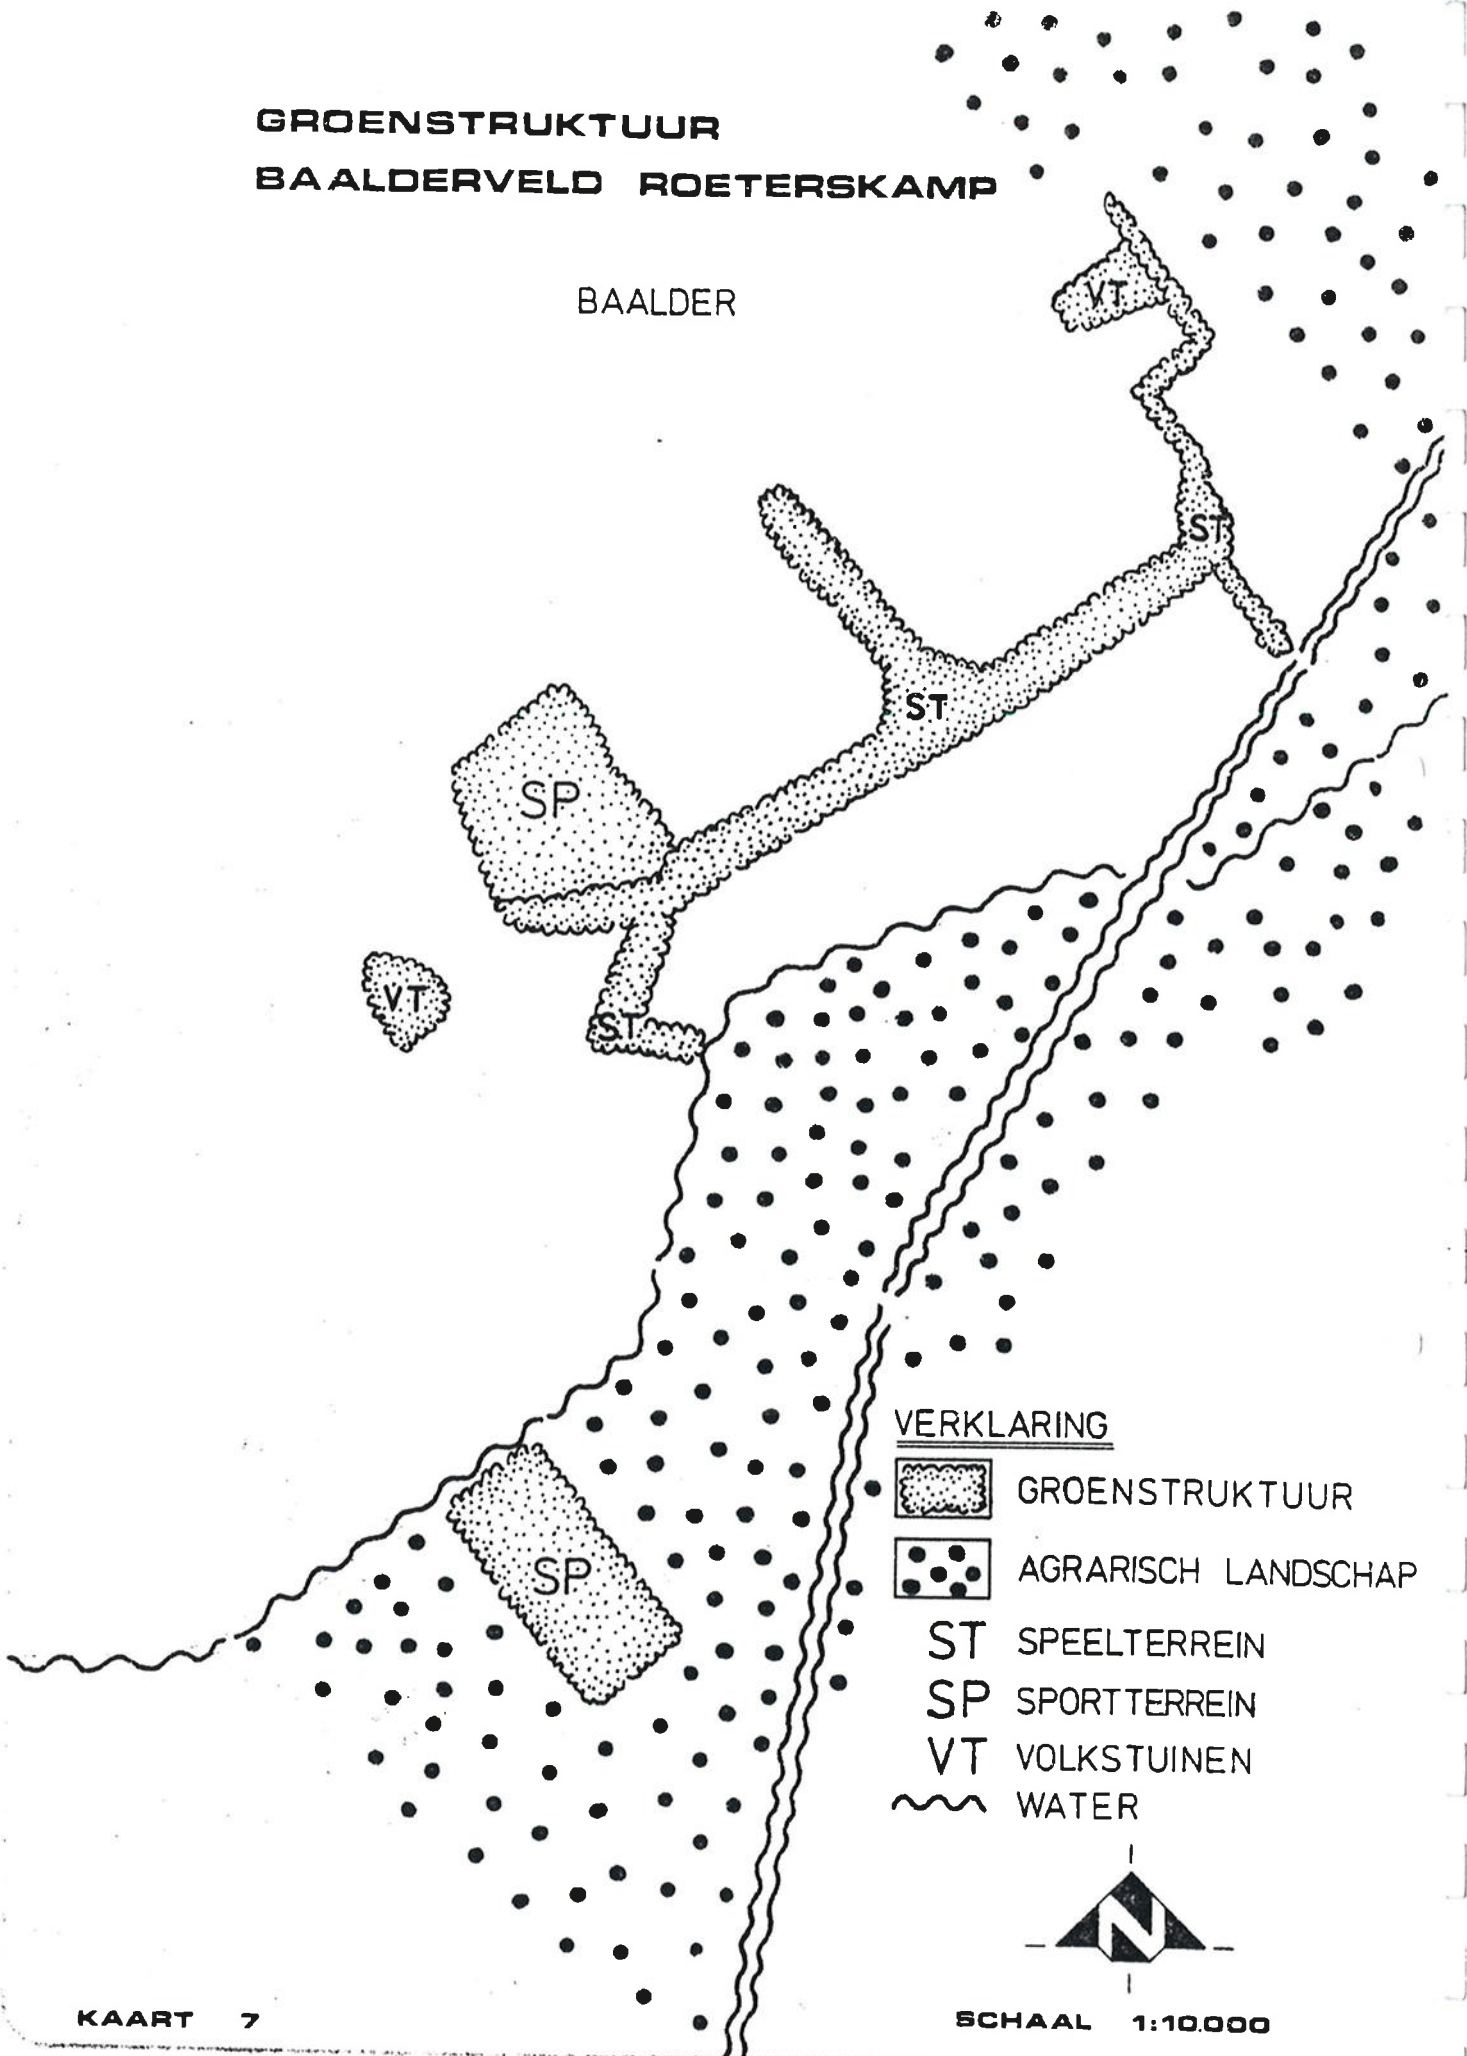 GROENSTRUKTUUR
BAALDERVELD ROETERSKAMP
BAALDER
VT
ST
ST
SP
VT
ST
SP
VERKLARING
GROENSTRUKTUUR
AGRARISCH LANDSCHAP
ST SPEELTERREIN
SP SPORTTERREIN
VT VOLKSTUINEN
WATER
N
KAART 7
SCHAAL 1:10.000